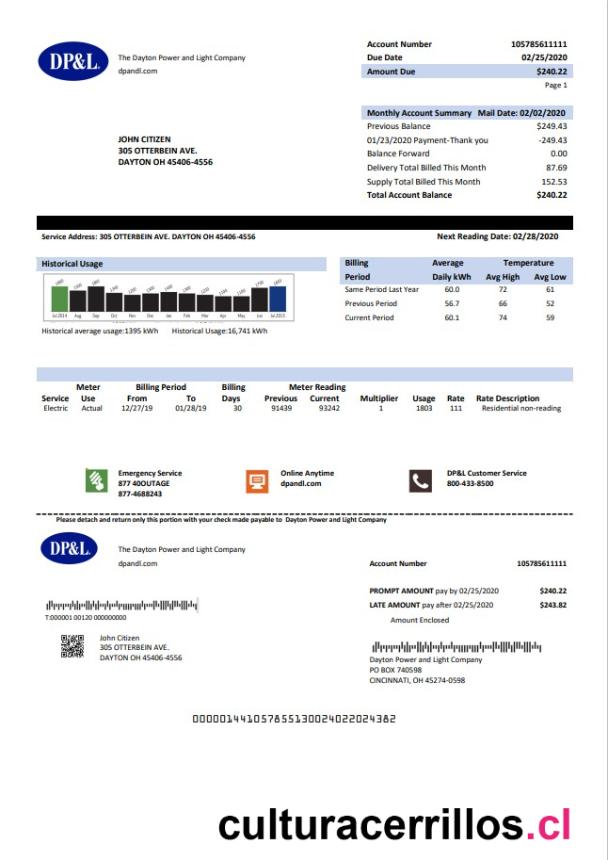 DP&L.
The Dayton Power and Light Company
dpandl.com
Account Number 105785611111
Due Date 02/25/2020
Amount Due $240.22
Page 1
Monthly Account Summary Mail Date: 02/02/2020
Previous Balance $249.43
01/23/2020 Payment-Thank you -249.43
Balance Forward 0.00
Delivery Total Billed This Month 87.69
Supply Total Billed This Month 152.53
Total Account Balance $240.22
JOHN CITIZEN
305 OTTERBEIN AVE.
DAYTON OH 45406-4556
Service Address: 305 OTTERBEIN AVE. DAYTON OH 45406-4556 Next Reading Date: 02/28/2020
Historical Usage
Jul 2014 Aug Sep Oct Nov Dec Jan Feb Mar Apr May Jun Jul 2015
Historical average usage:1395 kWh Historical Usage:16,741 kWh
Billing Average Temperature
Period Daily kWh Avg High Avg Low
Same Period Last Year 60.0 72 61
Previous Period 56.7 66 52
Current Period 60.1 74 59
Meter Billing Period Billing Meter Reading
Service Use From To Days Previous Current Multiplier Usage Rate Rate Description
Electric Actual 12/27/19 01/28/19 30 91439 93242 1 1803 111 Residential non-reading
Emergency Service
877 40OUTAGE
877-4688243
Online Anytime
dpandl.com
DP&L Customer Service
800-433-8500
Please detach and return only this portion with your check made payable to Dayton Power and Light Company
DP&L.
The Dayton Power and Light Company
dpandl.com
Account Number 105785611111
PROMPT AMOUNT pay by 02/25/2020 $240.22
LATE AMOUNT pay after 02/25/2020 $243.82
Amount Enclosed
T:000001 00120 000000000
John Citizen
305 OTTERBEIN AVE.
DAYTON OH 45406-4556
Dayton Power and Light Company
PO BOX 740598
CINCINNATI, OH 45274-0598
000001441057855130024022024382
culturacerrillos.cl